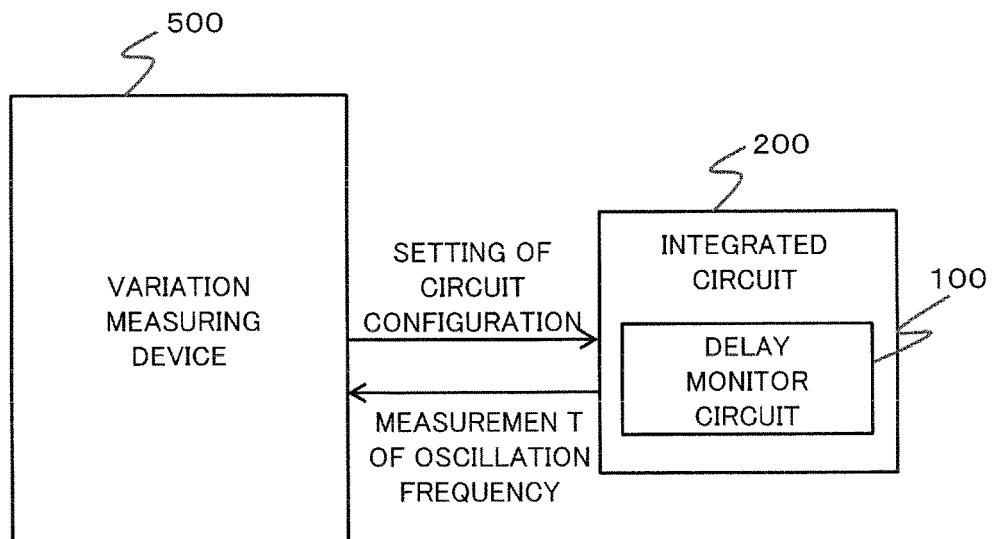 500
200
INTEGRATED
CIRCUIT
100
SETTING OF
CIRCUIT
CONFIGURATION
VARIATION
MEASURING
DEVICE
DELAY
MONITOR
CIRCUIT
MEASUREMEN T
OF OSCILLATION
FREQUENCY